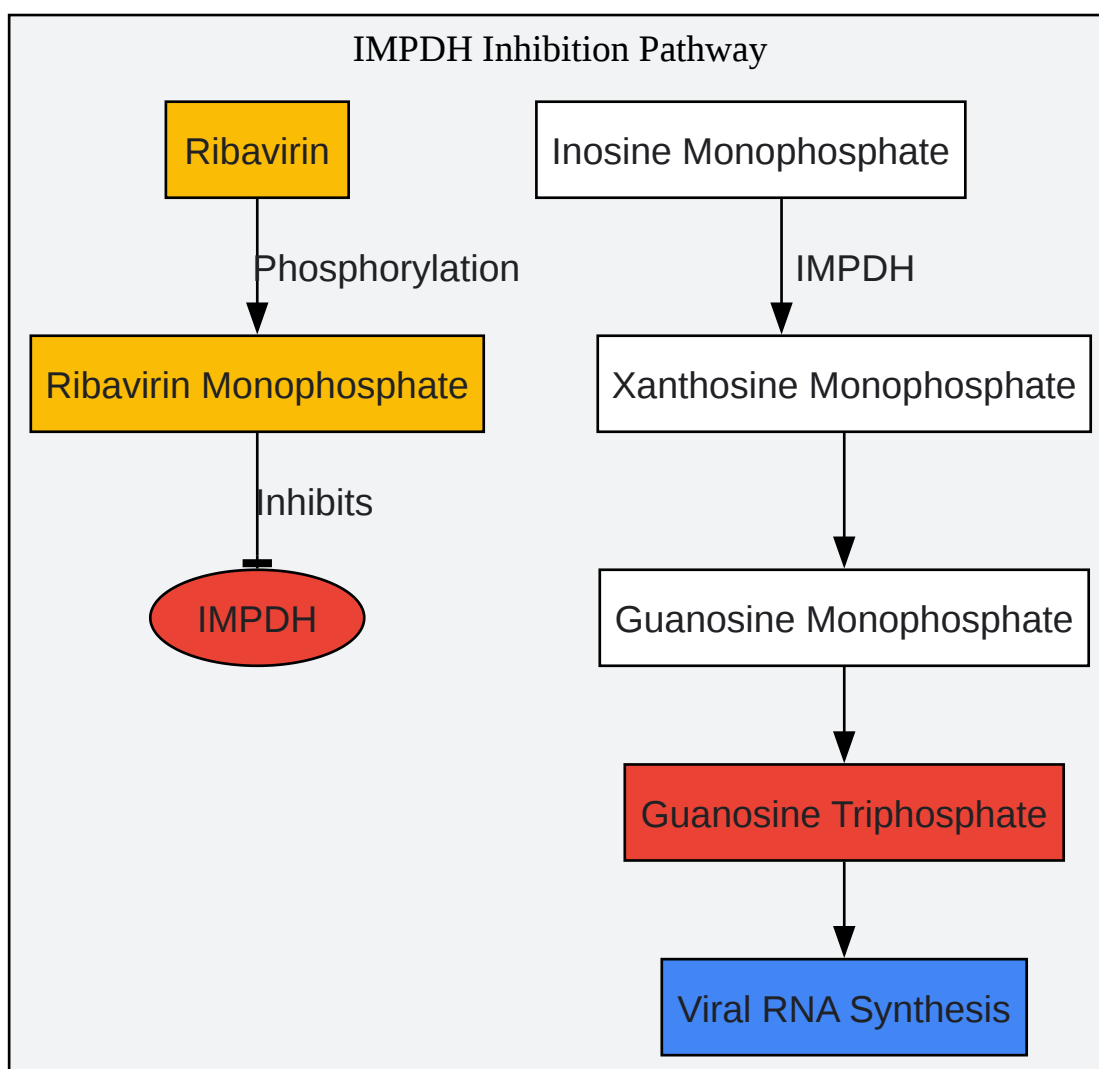 IMPDH Inhibition Pathway
Ribavirin
Inosine Monophosphate
Phosphorylation
IMPDH
Ribavirin Monophosphate
Xanthosine Monophosphate
Inhibits
IMPDH
Guanosine Monophosphate
Guanosine Triphosphate
Viral RNA Synthesis